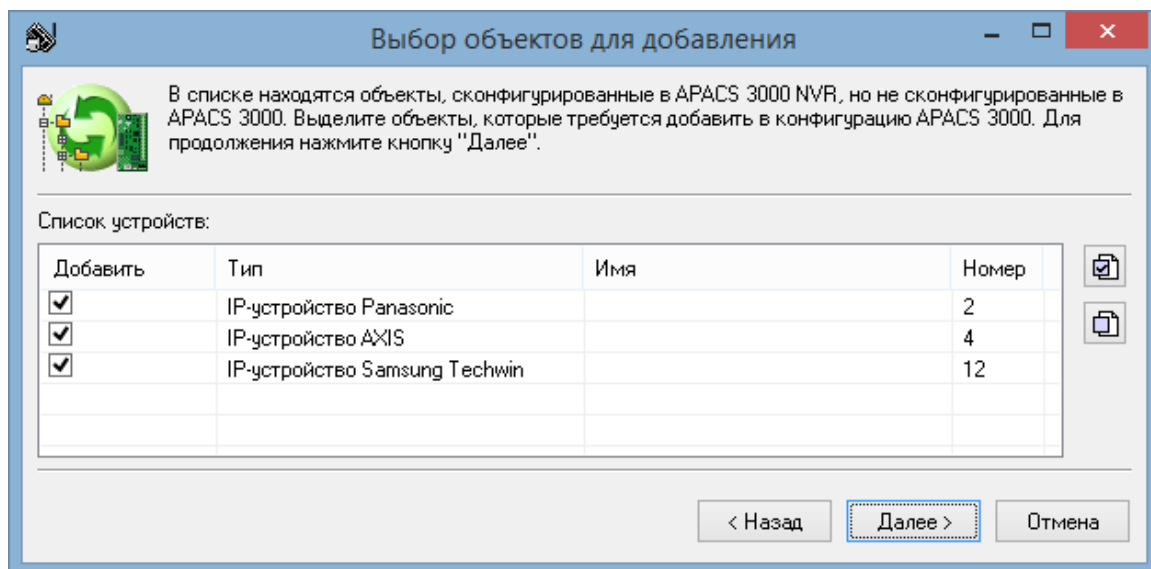 Выбор объектов для добавления
В списке находятся объекты, сконфигурированные в APACS 3000 NVR, но не сконфигурированные в
APACS 3000. Выделите объекты, которые требуется добавить в конфигурацию APACS 3000. Для
продолжения нажмите кнопку "Далее".
Список устройств:
Добавить Тип Имя Номер
IP-устройство Panasonic 2
IP-устройство AXIS 4
IP-устройство Samsung Techwin 12
< Назад Далее > Отмена